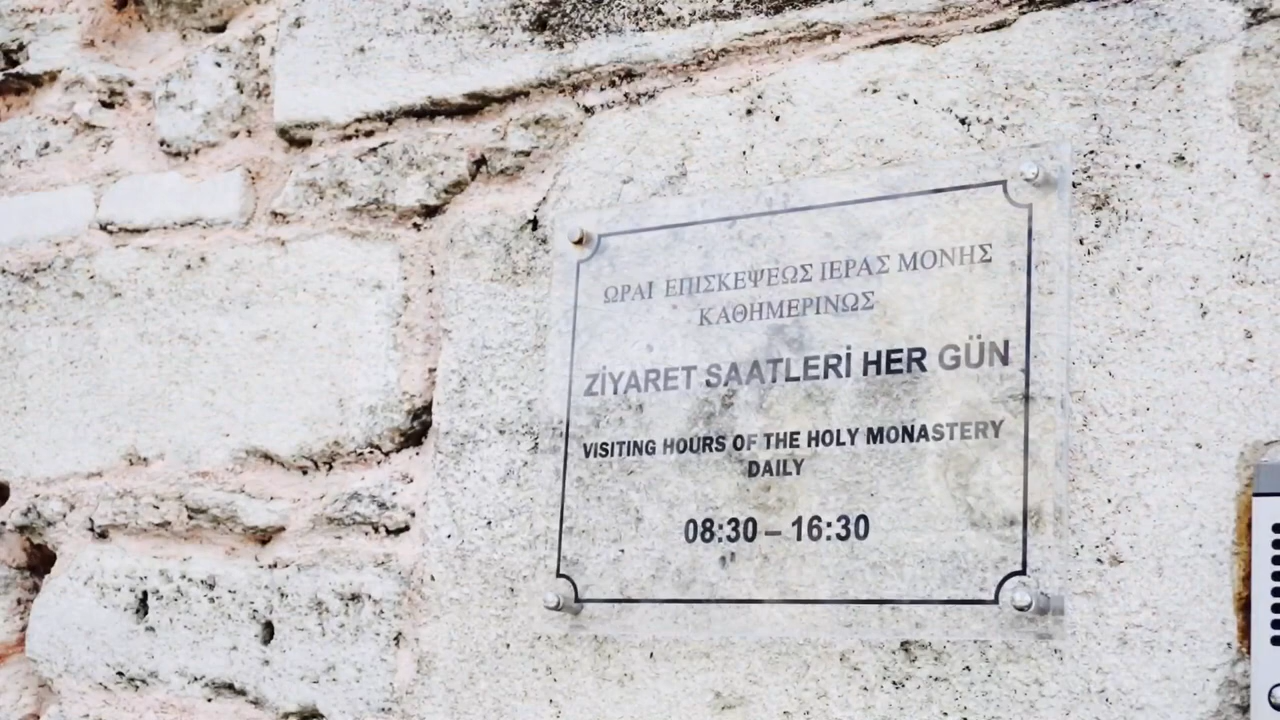 ΩΡΑΙ ΕΠΙΣΚΕΨΕΩΣ ΙΕΡΑΣ ΜΟΝΗΣ
ΚΑΘΗΜΕΡΙΝΩΣ
ZİYARET SAATLERİ HER GÜN
VISITING HOURS OF THE HOLY MONASTERY
DAILY
08:30 – 16:30